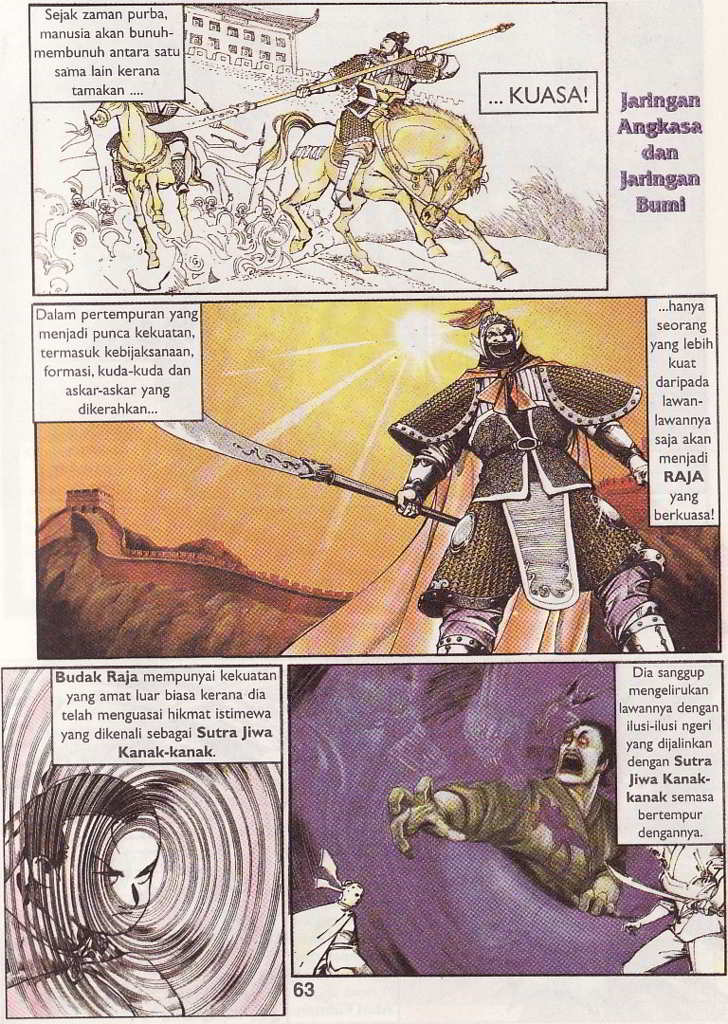 Sejak zaman purba,
manusia akan bunuh-
membunuh antara satu
sama lain kerana
tamakan ....
... KUASA!
Jaringan
Angkasa
dan
Jaringan
Bumi
Dalam pertempuran yang
menjadi punca kekuatan,
termasuk kebijaksanaan,
formasi, kuda-kuda dan
askar-askar yang
dikerahkan...
...hanya
seorang
yang lebih
kuat
daripada
lawan-
lawannya
saja akan
menjadi
RAJA
yang
berkuasa!
Budak Raja mempunyai kekuatan
yang amat luar biasa kerana dia
telah menguasai hikmat istimewa
yang dikenali sebagai Sutra Jiwa
Kanak-kanak.
Dia sanggup
mengelirukan
lawannya dengan
ilusi-ilusi ngeri
yang dijalinkan
dengan Sutra
Jiwa Kanak-
kanak semasa
bertempur
dengannya.
63